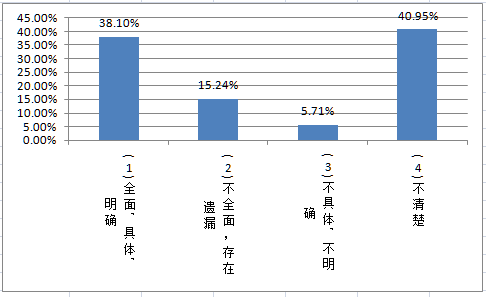 45.00%
40.00%
35.00%
30.00%
25.00%
20.00%
15.00%
10.00%
5.00%
0.00%
38.10%
15.24%
5.71%
40.95%
(1)全面、具体、
明确
(2)不全面，存在
遗漏
(3)不具体、不明
确
(4)不清楚